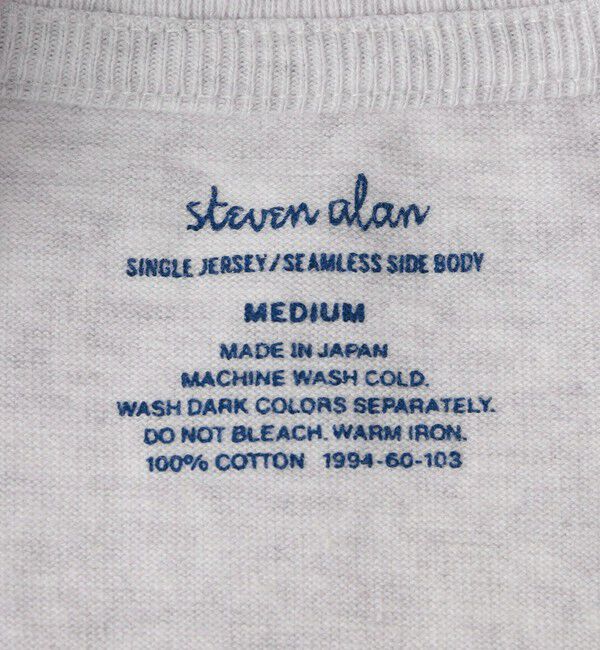 steven alan
SINGLE JERSEY/SEAMLESS SIDE BODY
MEDIUM
MADE IN JAPAN
MACHINE WASH COLD.
WASH DARK COLORS SEPARATELY.
DO NOT BLEACH. WARM IRON.
100% COTTON 1994-60-103